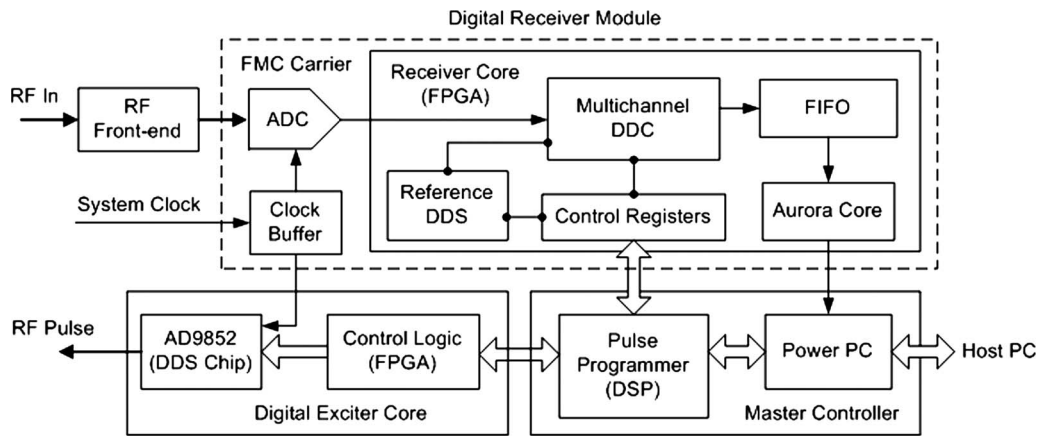 Digital Receiver Module
FMC Carrier
Receiver Core
(FPGA)
RF In
RF
Front-end
ADC
Multichannel
DDC
FIFO
System Clock
Clock
Buffer
Reference
DDS
Control Registers
Aurora Core
RF Pulse
AD9852
(DDS Chip)
Control Logic
(FPGA)
Pulse
Programmer
(DSP)
Power PC
Host PC
Digital Exciter Core
Master Controller